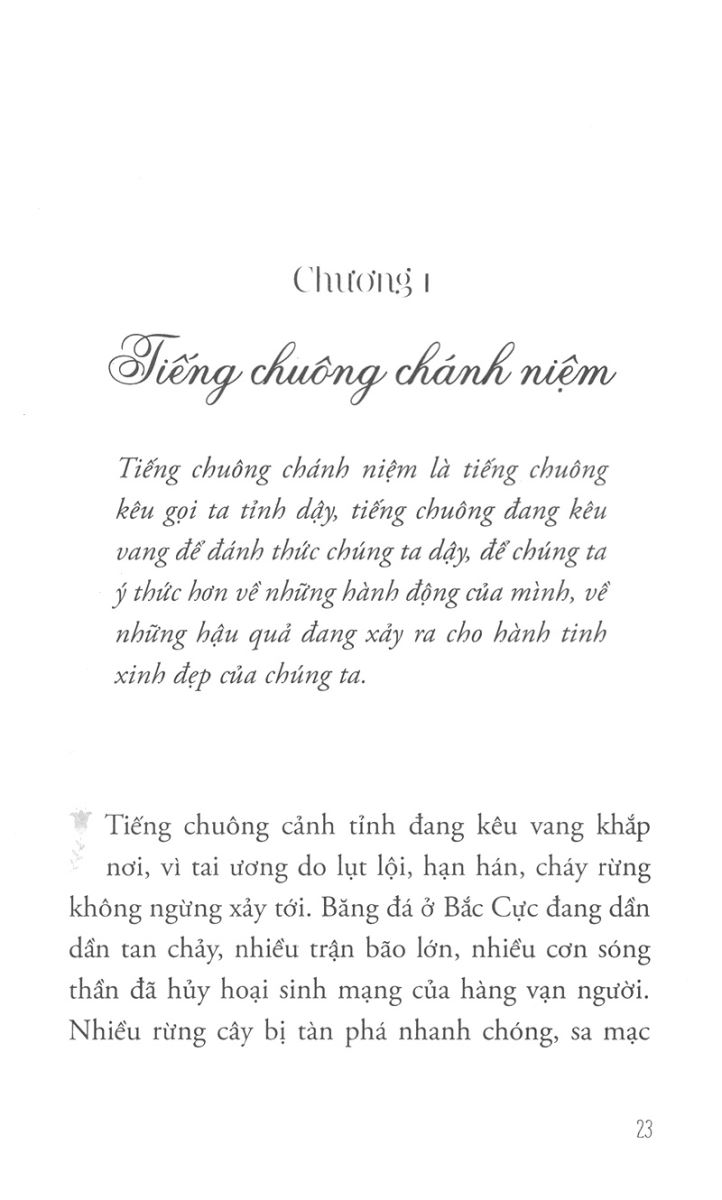 Chương 1
Tiếng chuông chánh niệm
Tiếng chuông chánh niệm là tiếng chuông
kêu gọi ta tỉnh dậy, tiếng chuông đang kêu
vang để đánh thức chúng ta dậy, để chúng ta
ý thức hơn về những hành động của mình, về
những hậu quả đang xảy ra cho hành tinh
xinh đẹp của chúng ta.
Tiếng chuông cảnh tỉnh đang kêu vang khắp
nơi, vì tai ương do lụt lội, hạn hán, cháy rừng
không ngừng xảy tới. Băng đá ở Bắc Cực đang dần
dần tan chảy, nhiều trận bão lớn, nhiều cơn sóng
thần đã hủy hoại sinh mạng của hàng vạn người.
Nhiều rừng cây bị tàn phá nhanh chóng, sa mạc
23